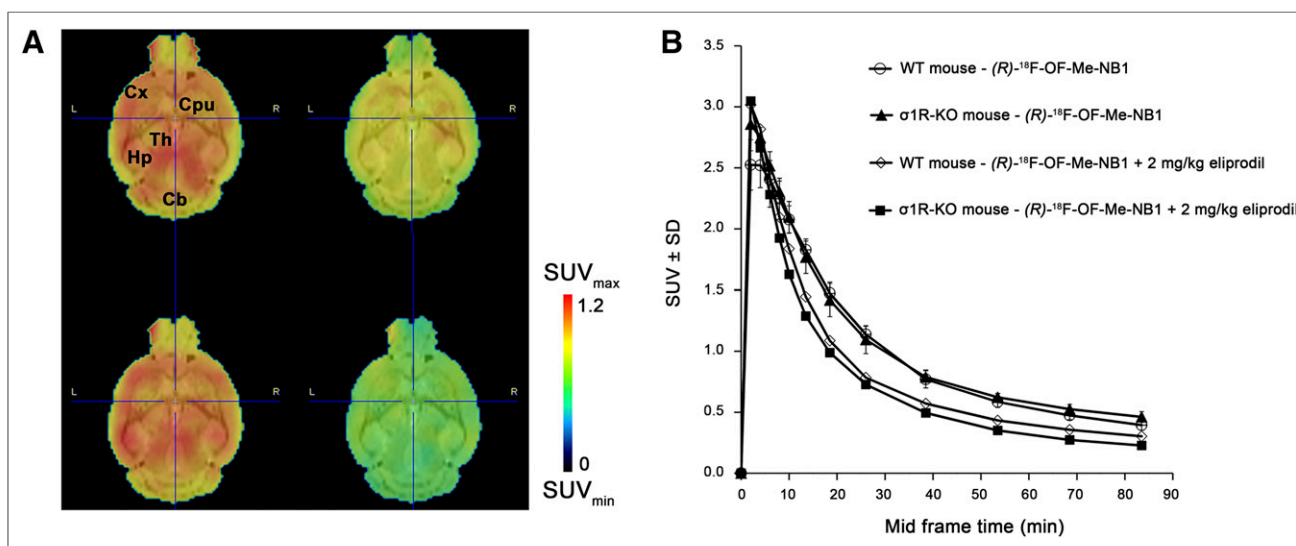 A
L
R
L
R
Cx
Cpu
Th
Hp
Cb
L
R
L
R
SUVmax
1.2
0
SUVmin
B
3.5
3.0
2.5
2.0
1.5
1.0
0.5
0.0
SUV ± SD
0 10 20 30 40 50 60 70 80 90
Mid frame time (min)
WT mouse - (R)-¹⁸F-OF-Me-NB1
σ1R-KO mouse - (R)-¹⁸F-OF-Me-NB1
WT mouse - (R)-¹⁸F-OF-Me-NB1 + 2 mg/kg eliprodil
σ1R-KO mouse - (R)-¹⁸F-OF-Me-NB1 + 2 mg/kg eliprodil